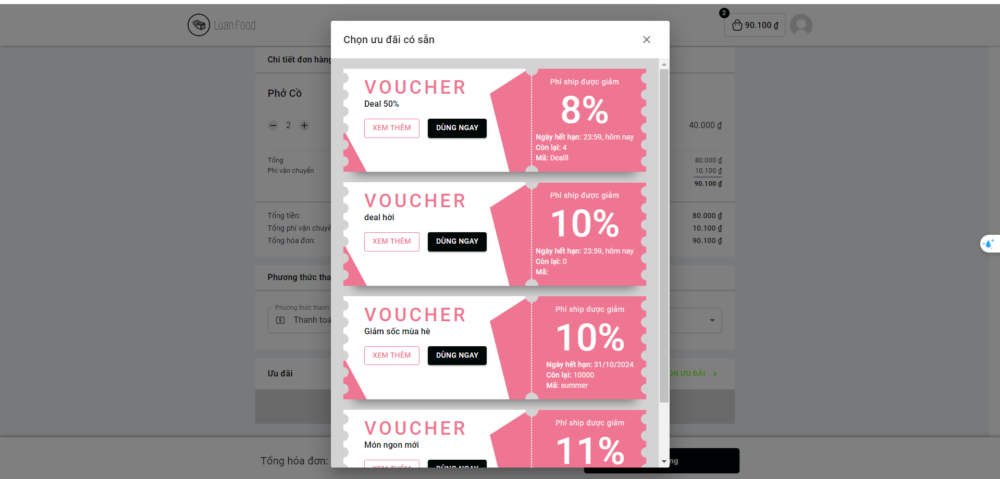 Luan Food
2
90.100 ₫
Chọn ưu đãi có sẵn
Chi tiết đơn hàng
Phở Cồ
2
40.000 ₫
Tổng
80.000 ₫
Phí vận chuyển
10.100 ₫
90.100 ₫
Tổng tiền:
80.000 ₫
Tổng phí vận chuyể
10.100 ₫
Tổng hóa đơn:
90.100 ₫
Phương thức tha
Phương thức thanh
Thanh toá
Ưu đãi
ỌN ƯU ĐÃI
Tổng hóa đơn:
ng
VOUCHER
Deal 50%
XEM THÊM
DÙNG NGAY
Phí ship được giảm
8%
Ngày hết hạn: 23:59, hôm nay
Còn lại: 4
Mã: Dealll
VOUCHER
deal hời
XEM THÊM
DÙNG NGAY
Phí ship được giảm
10%
Ngày hết hạn: 23:59, hôm nay
Còn lại: 0
Mã:
VOUCHER
Giảm sốc mùa hè
XEM THÊM
DÙNG NGAY
Phí ship được giảm
10%
Ngày hết hạn: 31/10/2024
Còn lại: 10000
Mã: summer
VOUCHER
Món ngon mới
XEM THÊM
DÙNG NGAY
Phí ship được giảm
11%